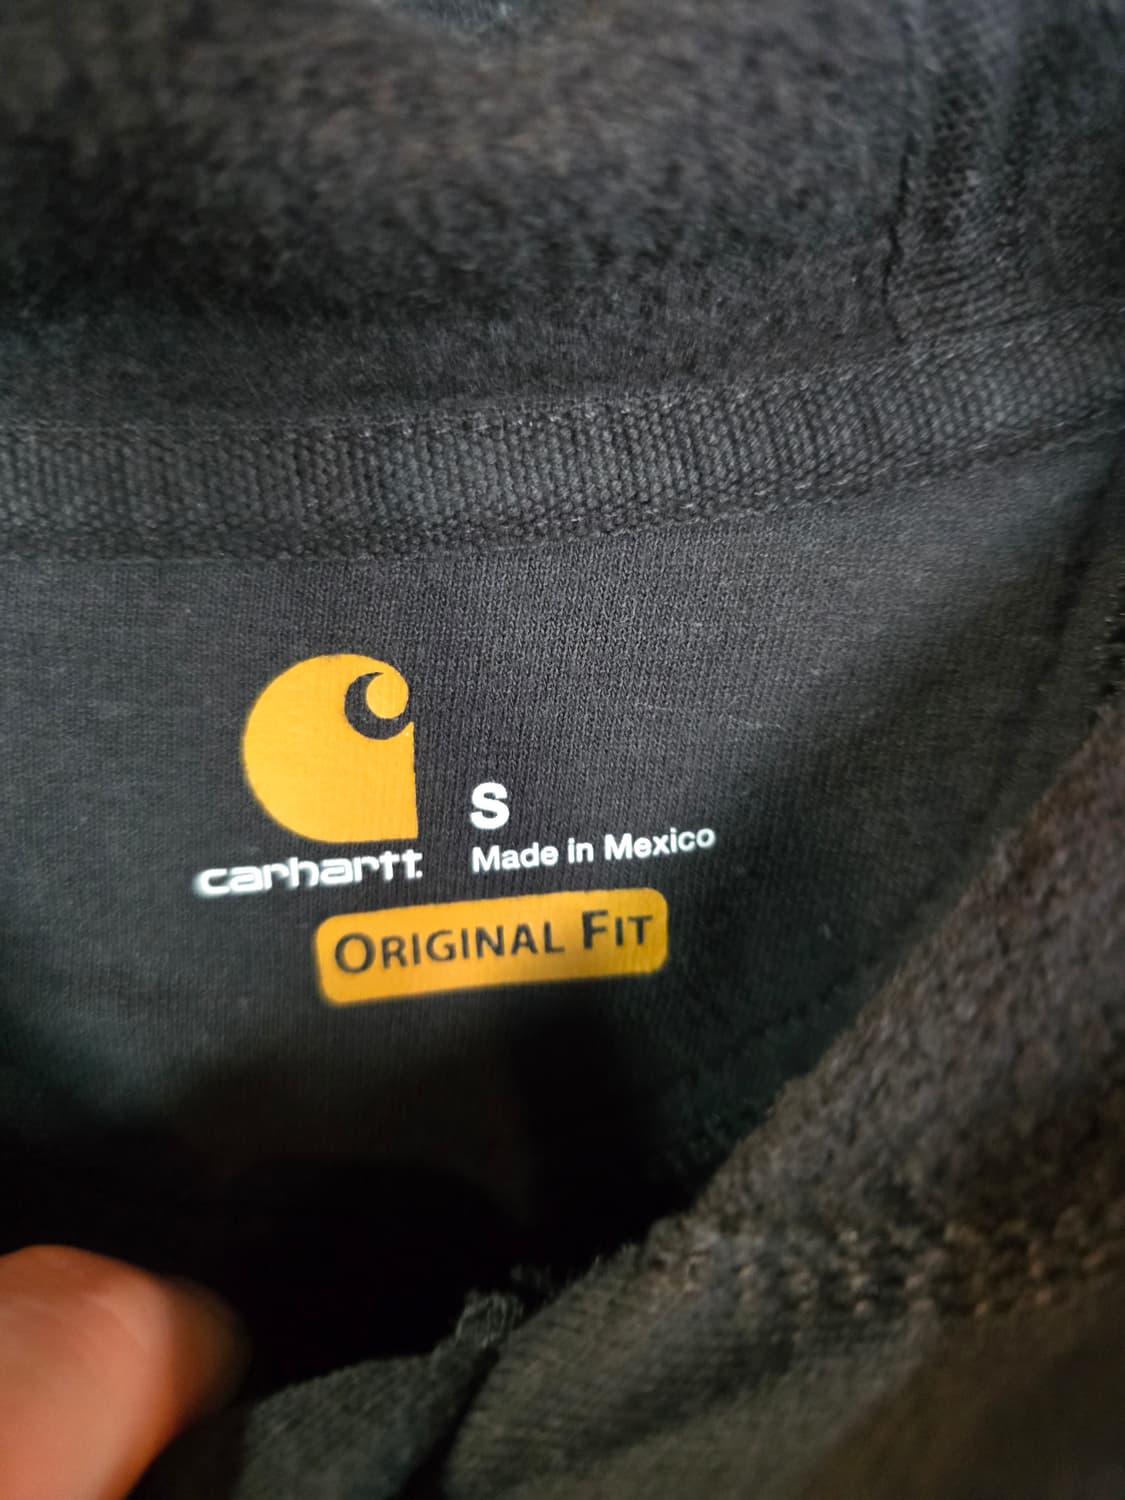 carhartt.
S
Made in Mexico
ORIGINAL FIT